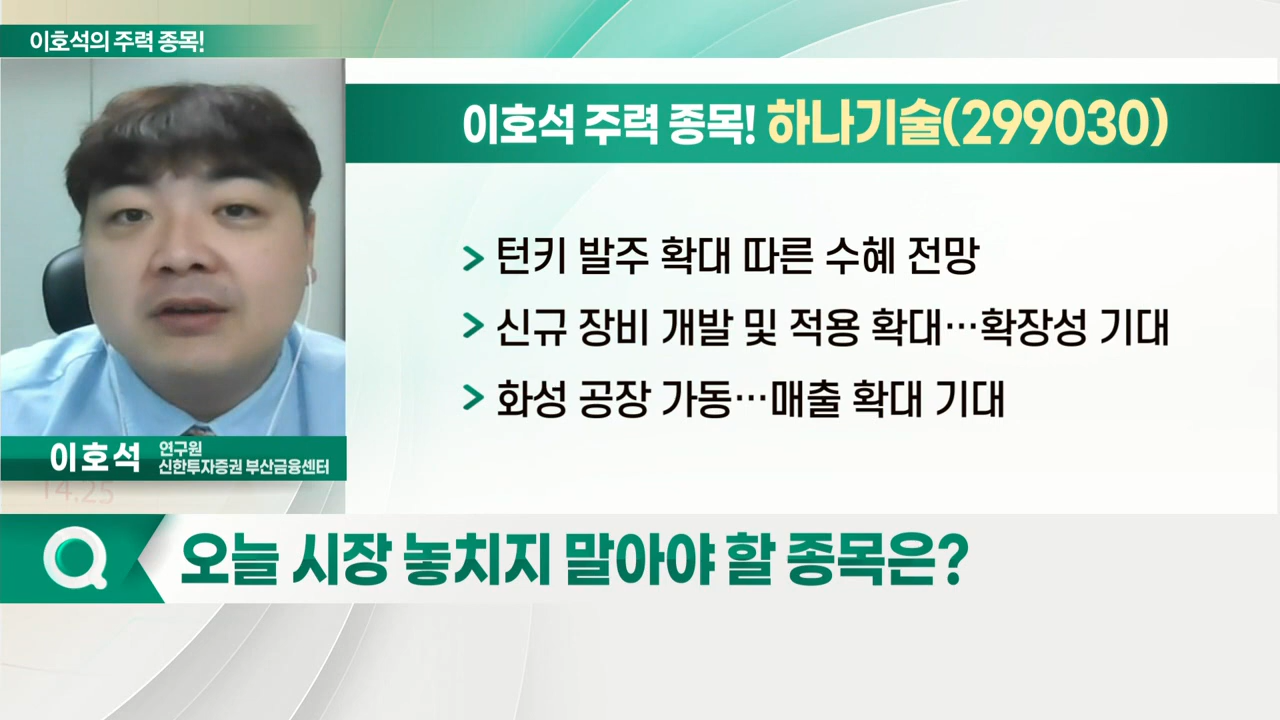 이호석의 주력 종목!
이호석 주력 종목! 하나기술(299030)
> 턴키 발주 확대 따른 수혜 전망
> 신규 장비 개발 및 적용 확대…확장성 기대
> 화성 공장 가동…매출 확대 기대
이호석
연구원
신한투자증권 부산금융센터
14.25
Q 오늘 시장 놓치지 말아야 할 종목은?